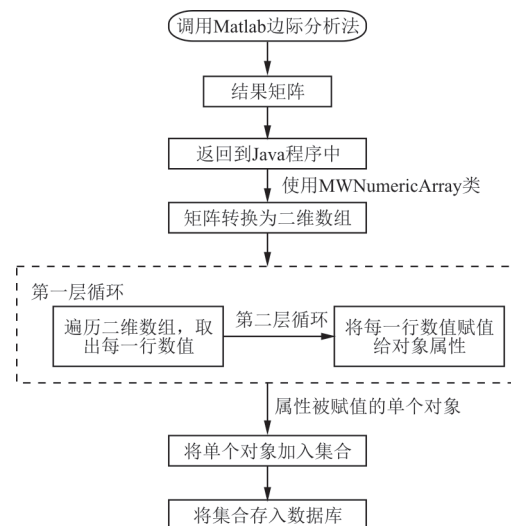 调用Matlab边际分析法
结果矩阵
返回到Java程序中
使用MWNumericArray类
矩阵转换为二维数组
第一层循环
遍历二维数组，取
出每一行数值
第二层循环
将每一行数值赋值
给对象属性
属性被赋值的单个对象
将单个对象加入集合
将集合存入数据库